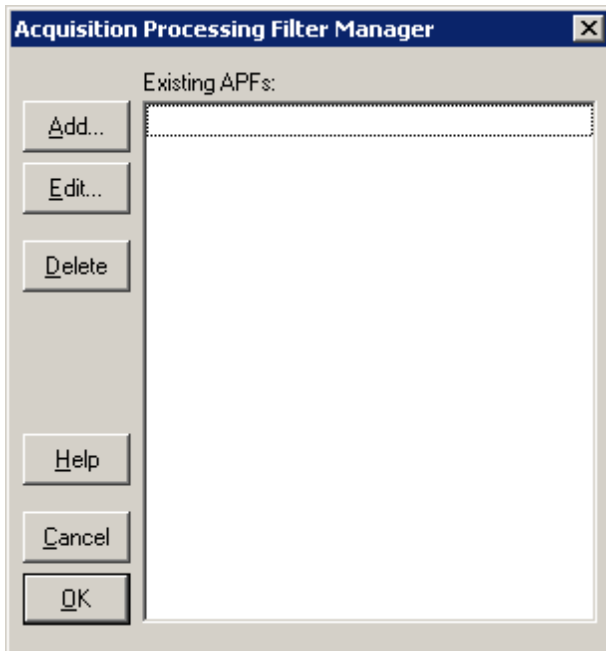 Acquisition Processing Filter Manager
Existing APFs:
Add...
Edit...
Delete
Help
Cancel
OK